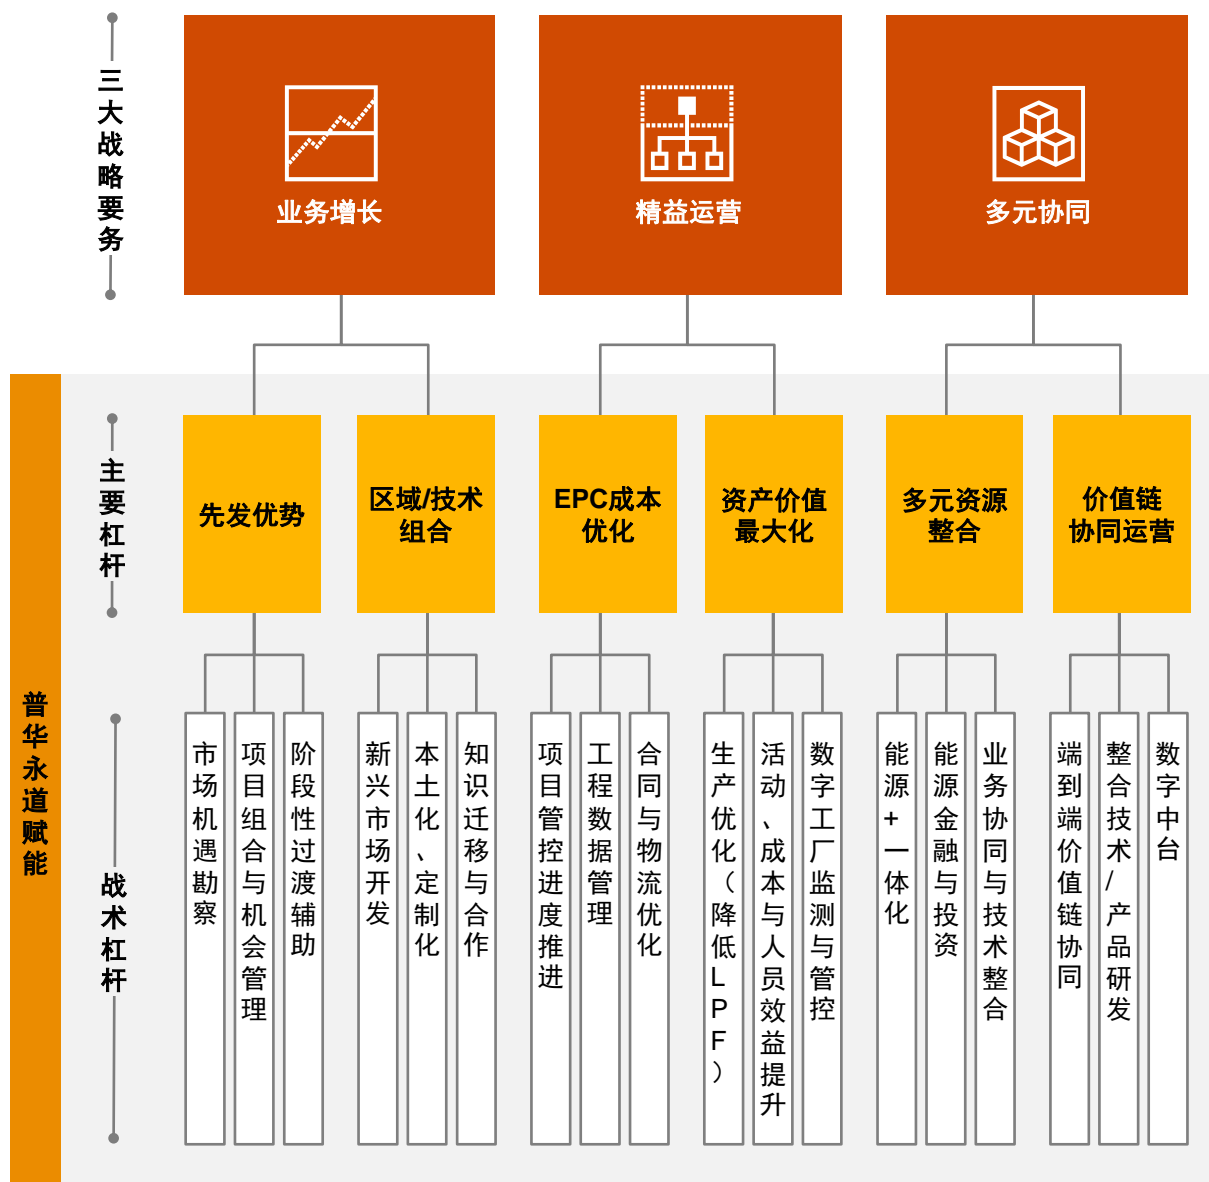 三大战略要务
业务增长
精益运营
多元协同
普华永道赋能
主要杠杆
先发优势
区域/技术
组合
EPC成本
优化
资产价值
最大化
多元资源
整合
价值链
协同运营
战术杠杆
市场机遇勘察
项目组合与机会管理
阶段性过渡辅助
新兴市场开发
本土化、定制化
知识迁移与合作
项目管控进度推进
工程数据管理
合同与物流优化
生产优化（降低LPF）
活动、成本与人员效益提升
数字工厂监测与管控
能源+一体化
能源金融与投资
业务协同与技术整合
端到端价值链协同
整合技术/产品研发
数字中台